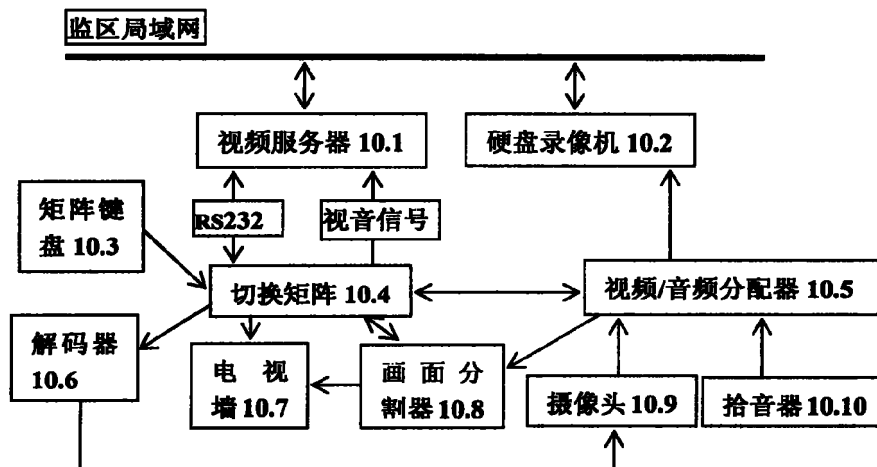 监区局域网
视频服务器 10.1
硬盘录像机 10.2
矩阵键
盘 10.3
RS232
视音信号
切换矩阵 10.4
视频/音频分配器 10.5
解码器
10.6
电 视
墙 10.7
画 面 分
割器 10.8
摄像头 10.9
拾音器 10.10